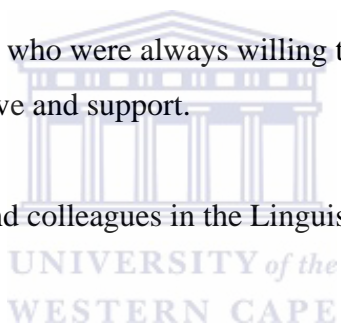 who were always willing t
ve and support.
nd colleagues in the Linguis
UNIVERSITY of the
WESTERN CAPE